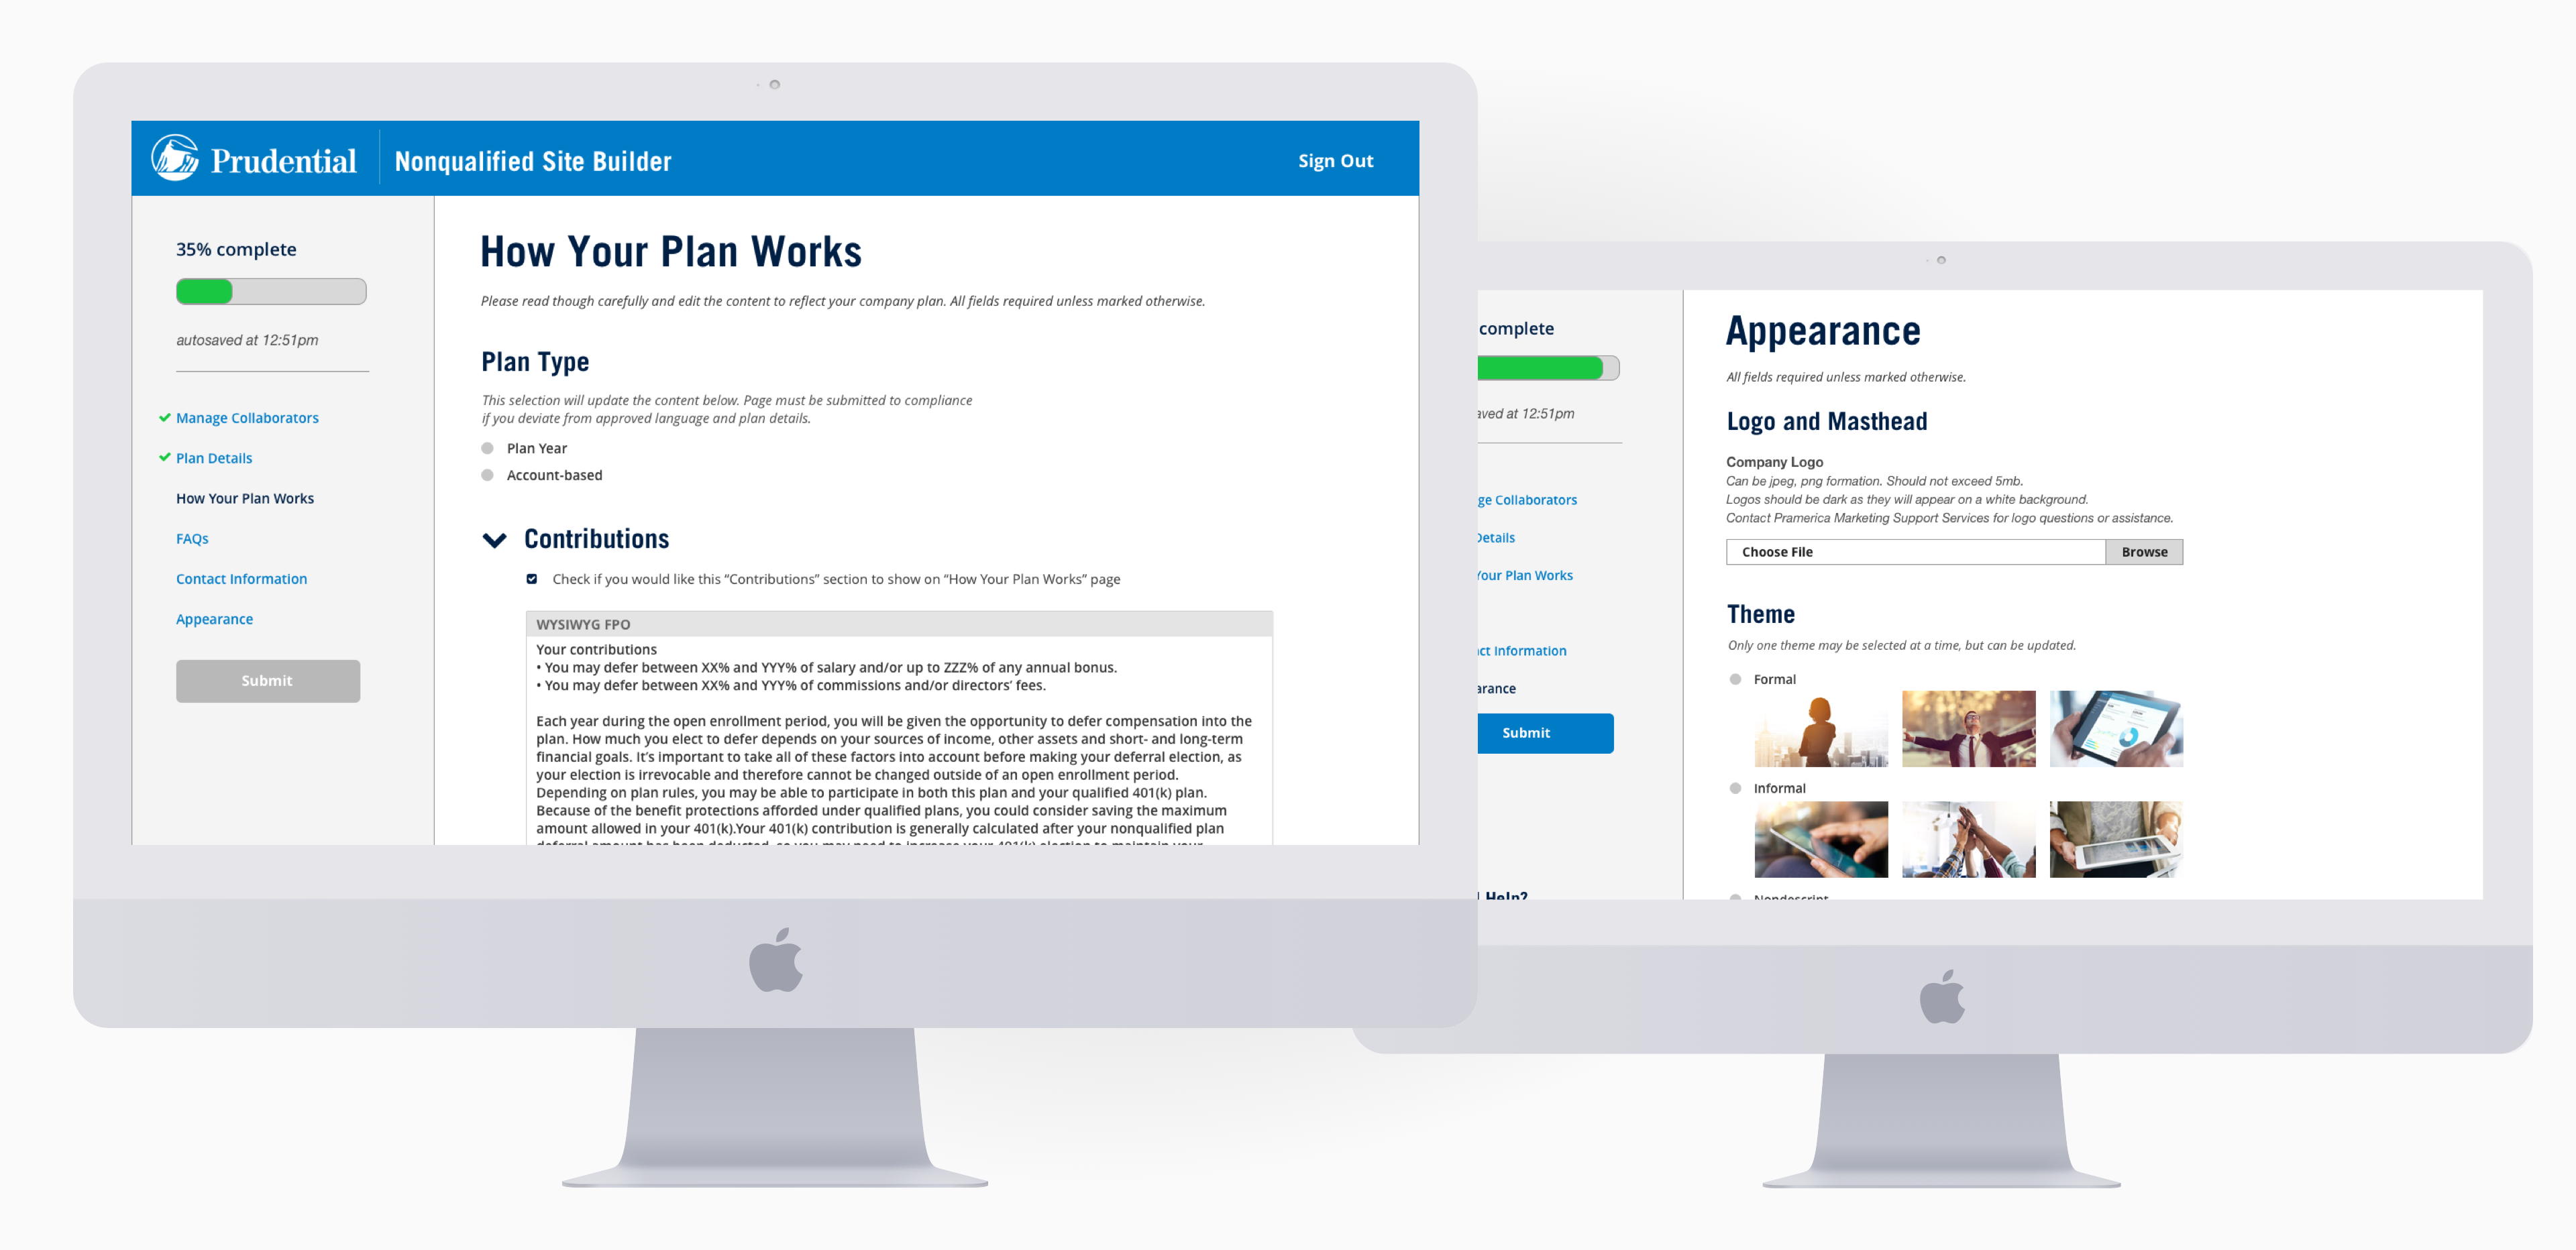 Prudential
Nonqualified Site Builder
Sign Out
35% complete
autosaved at 12:51pm
Manage Collaborators
Plan Details
How Your Plan Works
FAQs
Contact Information
Appearance
Submit
How Your Plan Works
Please read though carefully and edit the content to reflect your company plan. All fields required unless marked otherwise.
Plan Type
This selection will update the content below. Page must be submitted to compliance
if you deviate from approved language and plan details.
Plan Year
Account-based
Contributions
Check if you would like this “Contributions” section to show on “How Your Plan Works” page
WYSIWYG FPO
Your contributions
• You may defer between XX% and YYY% of salary and/or up to ZZZ% of any annual bonus.
• You may defer between XX% and YYY% of commissions and/or directors’ fees.
Each year during the open enrollment period, you will be given the opportunity to defer compensation into the
plan. How much you elect to defer depends on your sources of income, other assets and short- and long-term
financial goals. It’s important to take all of these factors into account before making your deferral election, as
your election is irrevocable and therefore cannot be changed outside of an open enrollment period.
Depending on plan rules, you may be able to participate in both this plan and your qualified 401(k) plan.
Because of the benefit protections afforded under qualified plans, you could consider saving the maximum
amount allowed in your 401(k).Your 401(k) contribution is generally calculated after your nonqualified plan
deferral amount has been deducted, so you may need to increase your 401(k) election to maintain your
complete
aved at 12:51pm
ge Collaborators
Details
Your Plan Works
ct Information
arance
Submit
Help?
Appearance
All fields required unless marked otherwise.
Logo and Masthead
Company Logo
Can be jpeg, png formation. Should not exceed 5mb.
Logos should be dark as they will appear on a white background.
Contact Pramerica Marketing Support Services for logo questions or assistance.
Choose File
Browse
Theme
Only one theme may be selected at a time, but can be updated.
Formal
Informal
Nondescript